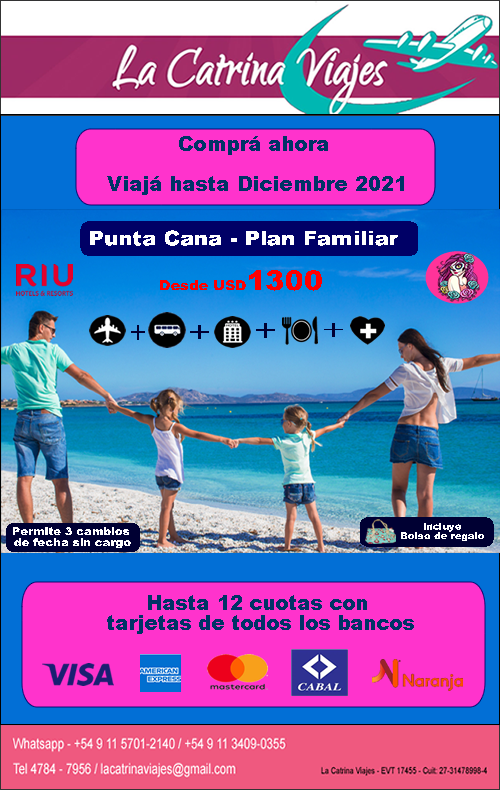 La Catrina Viajes
Comprá ahora
Viajá hasta Diciembre 2021
Punta Cana - Plan Familiar
RIU
HOTELS & RESORTS
Desde USD 1300
Permite 3 cambios
de fecha sin cargo
Incluye
Bolso de regalo
Hasta 12 cuotas con
tarjetas de todos los bancos
VISA
AMERICAN
EXPRESS
mastercard
CABAL
Naranja
Whatsapp - +54 9 11 5701-2140 / +54 9 11 3409-0355
Tel 4784 - 7956 / lacatrinaviajes@gmail.com
La Catrina Viajes - EVT 17455 - Cuit: 27-31478998-4